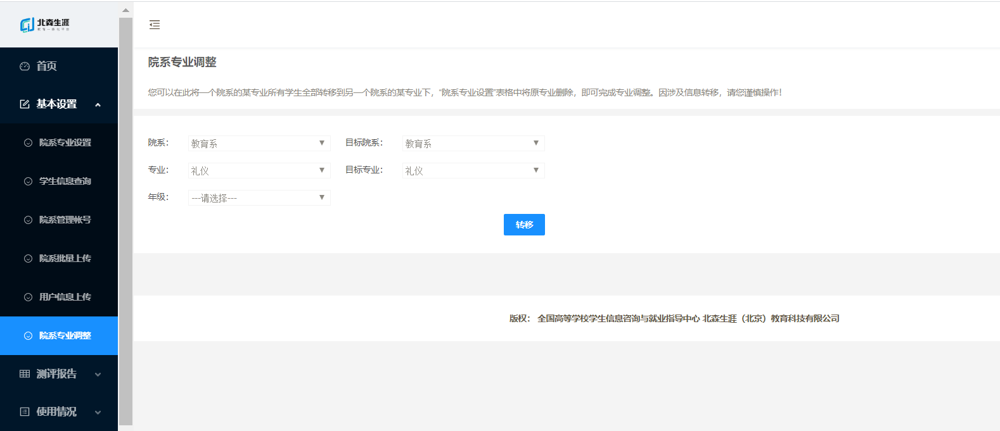 北森生涯
教育一体化平台
首页
基本设置
院系专业设置
学生信息查询
院系管理帐号
院系批量上传
用户信息上传
院系专业调整
测评报告
使用情况
院系专业调整
您可以在此将一个院系的某专业所有学生全部转移到另一个院系的某专业下，“院系专业设置”表格中将原专业删除，即可完成专业调整。因涉及信息转移，请您谨慎操作！
院系： 教育系 目标院系： 教育系
专业： 礼仪 目标专业： 礼仪
年级： ---请选择---
转移
版权： 全国高等学校学生信息咨询与就业指导中心 北森生涯（北京）教育科技有限公司